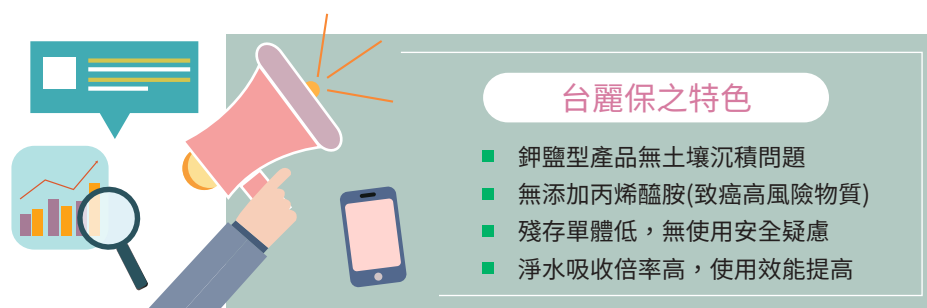 台麗保之特色
鉀鹽型產品無土壤沉積問題
無添加丙烯醯胺(致癌高風險物質)
殘存單體低，無使用安全疑慮
淨水吸收倍率高，使用效能提高